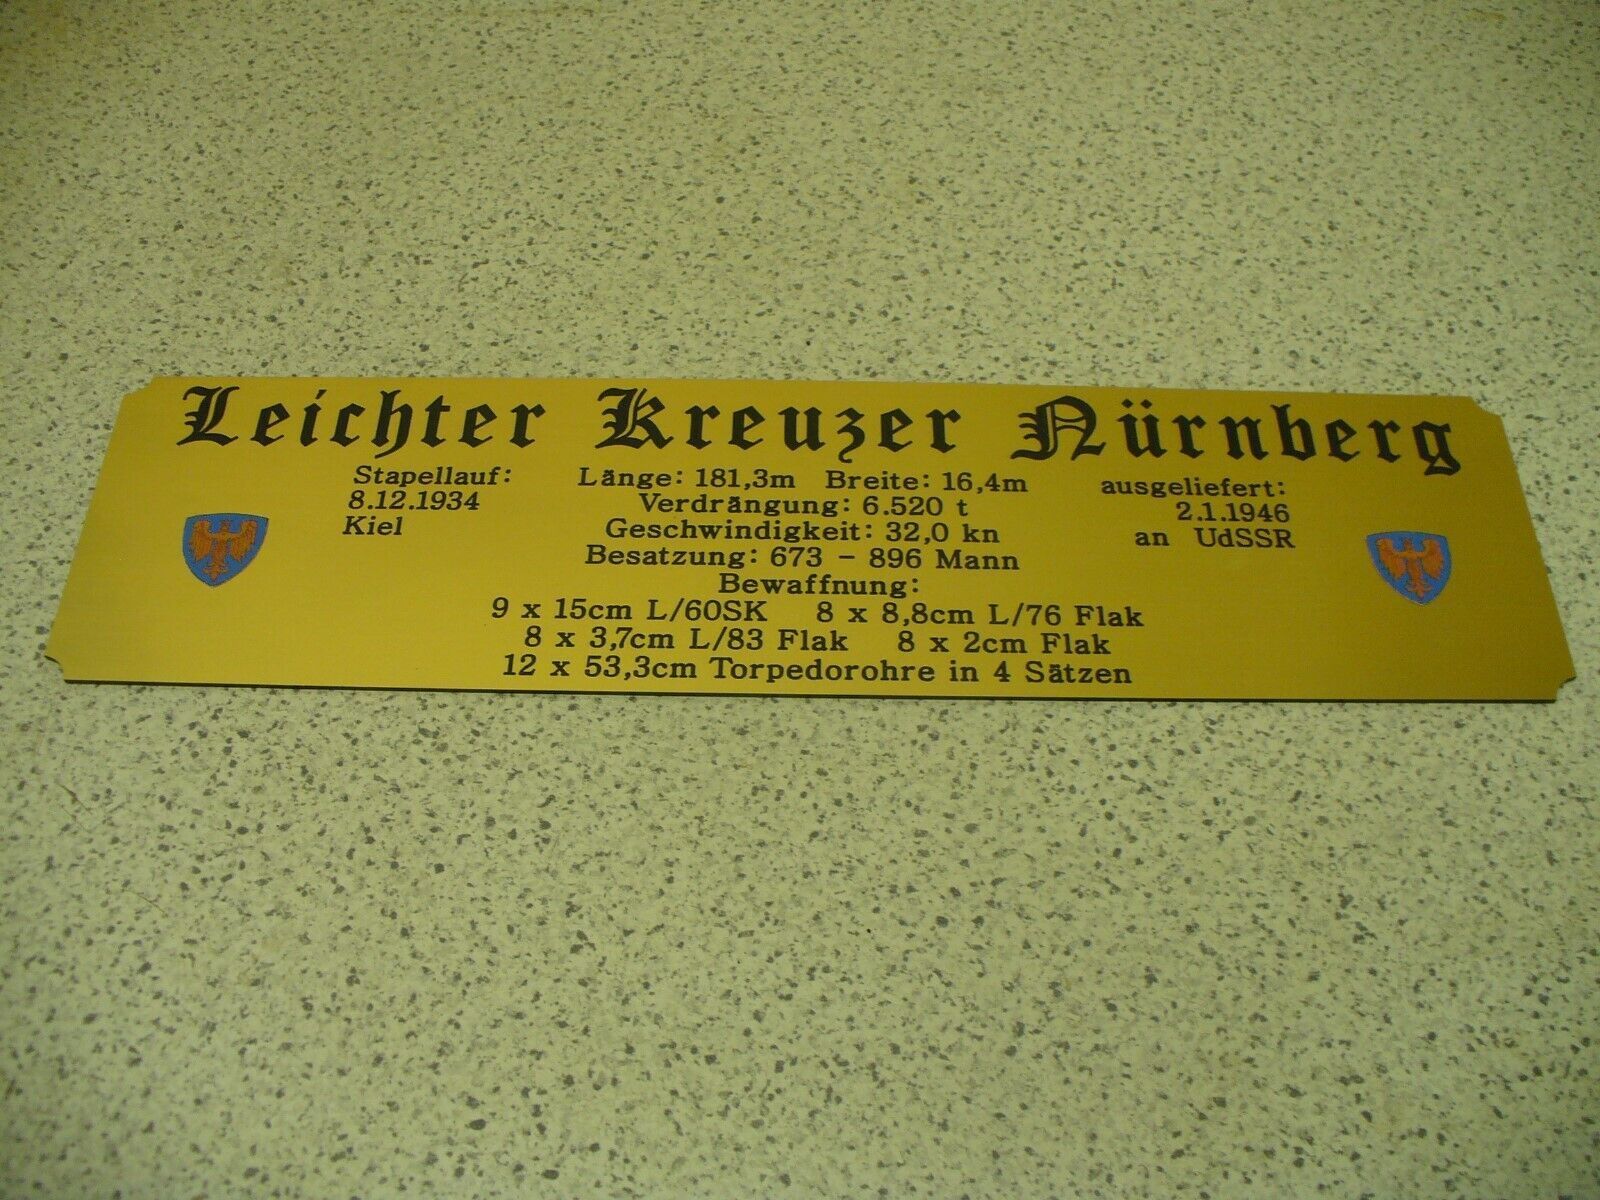 Leichter Kreuzer Nürnberg
Stapellauf:
8.12.1934
Kiel
Länge: 181,3m Breite: 16,4m
Verdrängung: 6.520 t
Geschwindigkeit: 32,0 kn
Besatzung: 673 - 896 Mann
Bewaffnung:
9 x 15cm L/60SK 8 x 8,8cm L/76 Flak
8 x 3,7cm L/83 Flak 8 x 2cm Flak
12 x 53,3cm Torpedorohre in 4 Sätzen
ausgeliefert:
2.1.1946
an UdSSR